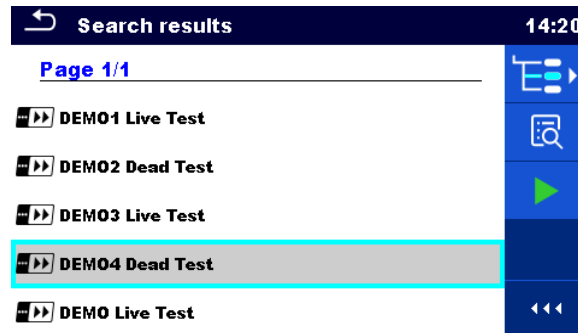 Search results
14:20
Page 1/1
DEMO1 Live Test
DEMO2 Dead Test
DEMO3 Live Test
DEMO4 Dead Test
DEMO Live Test